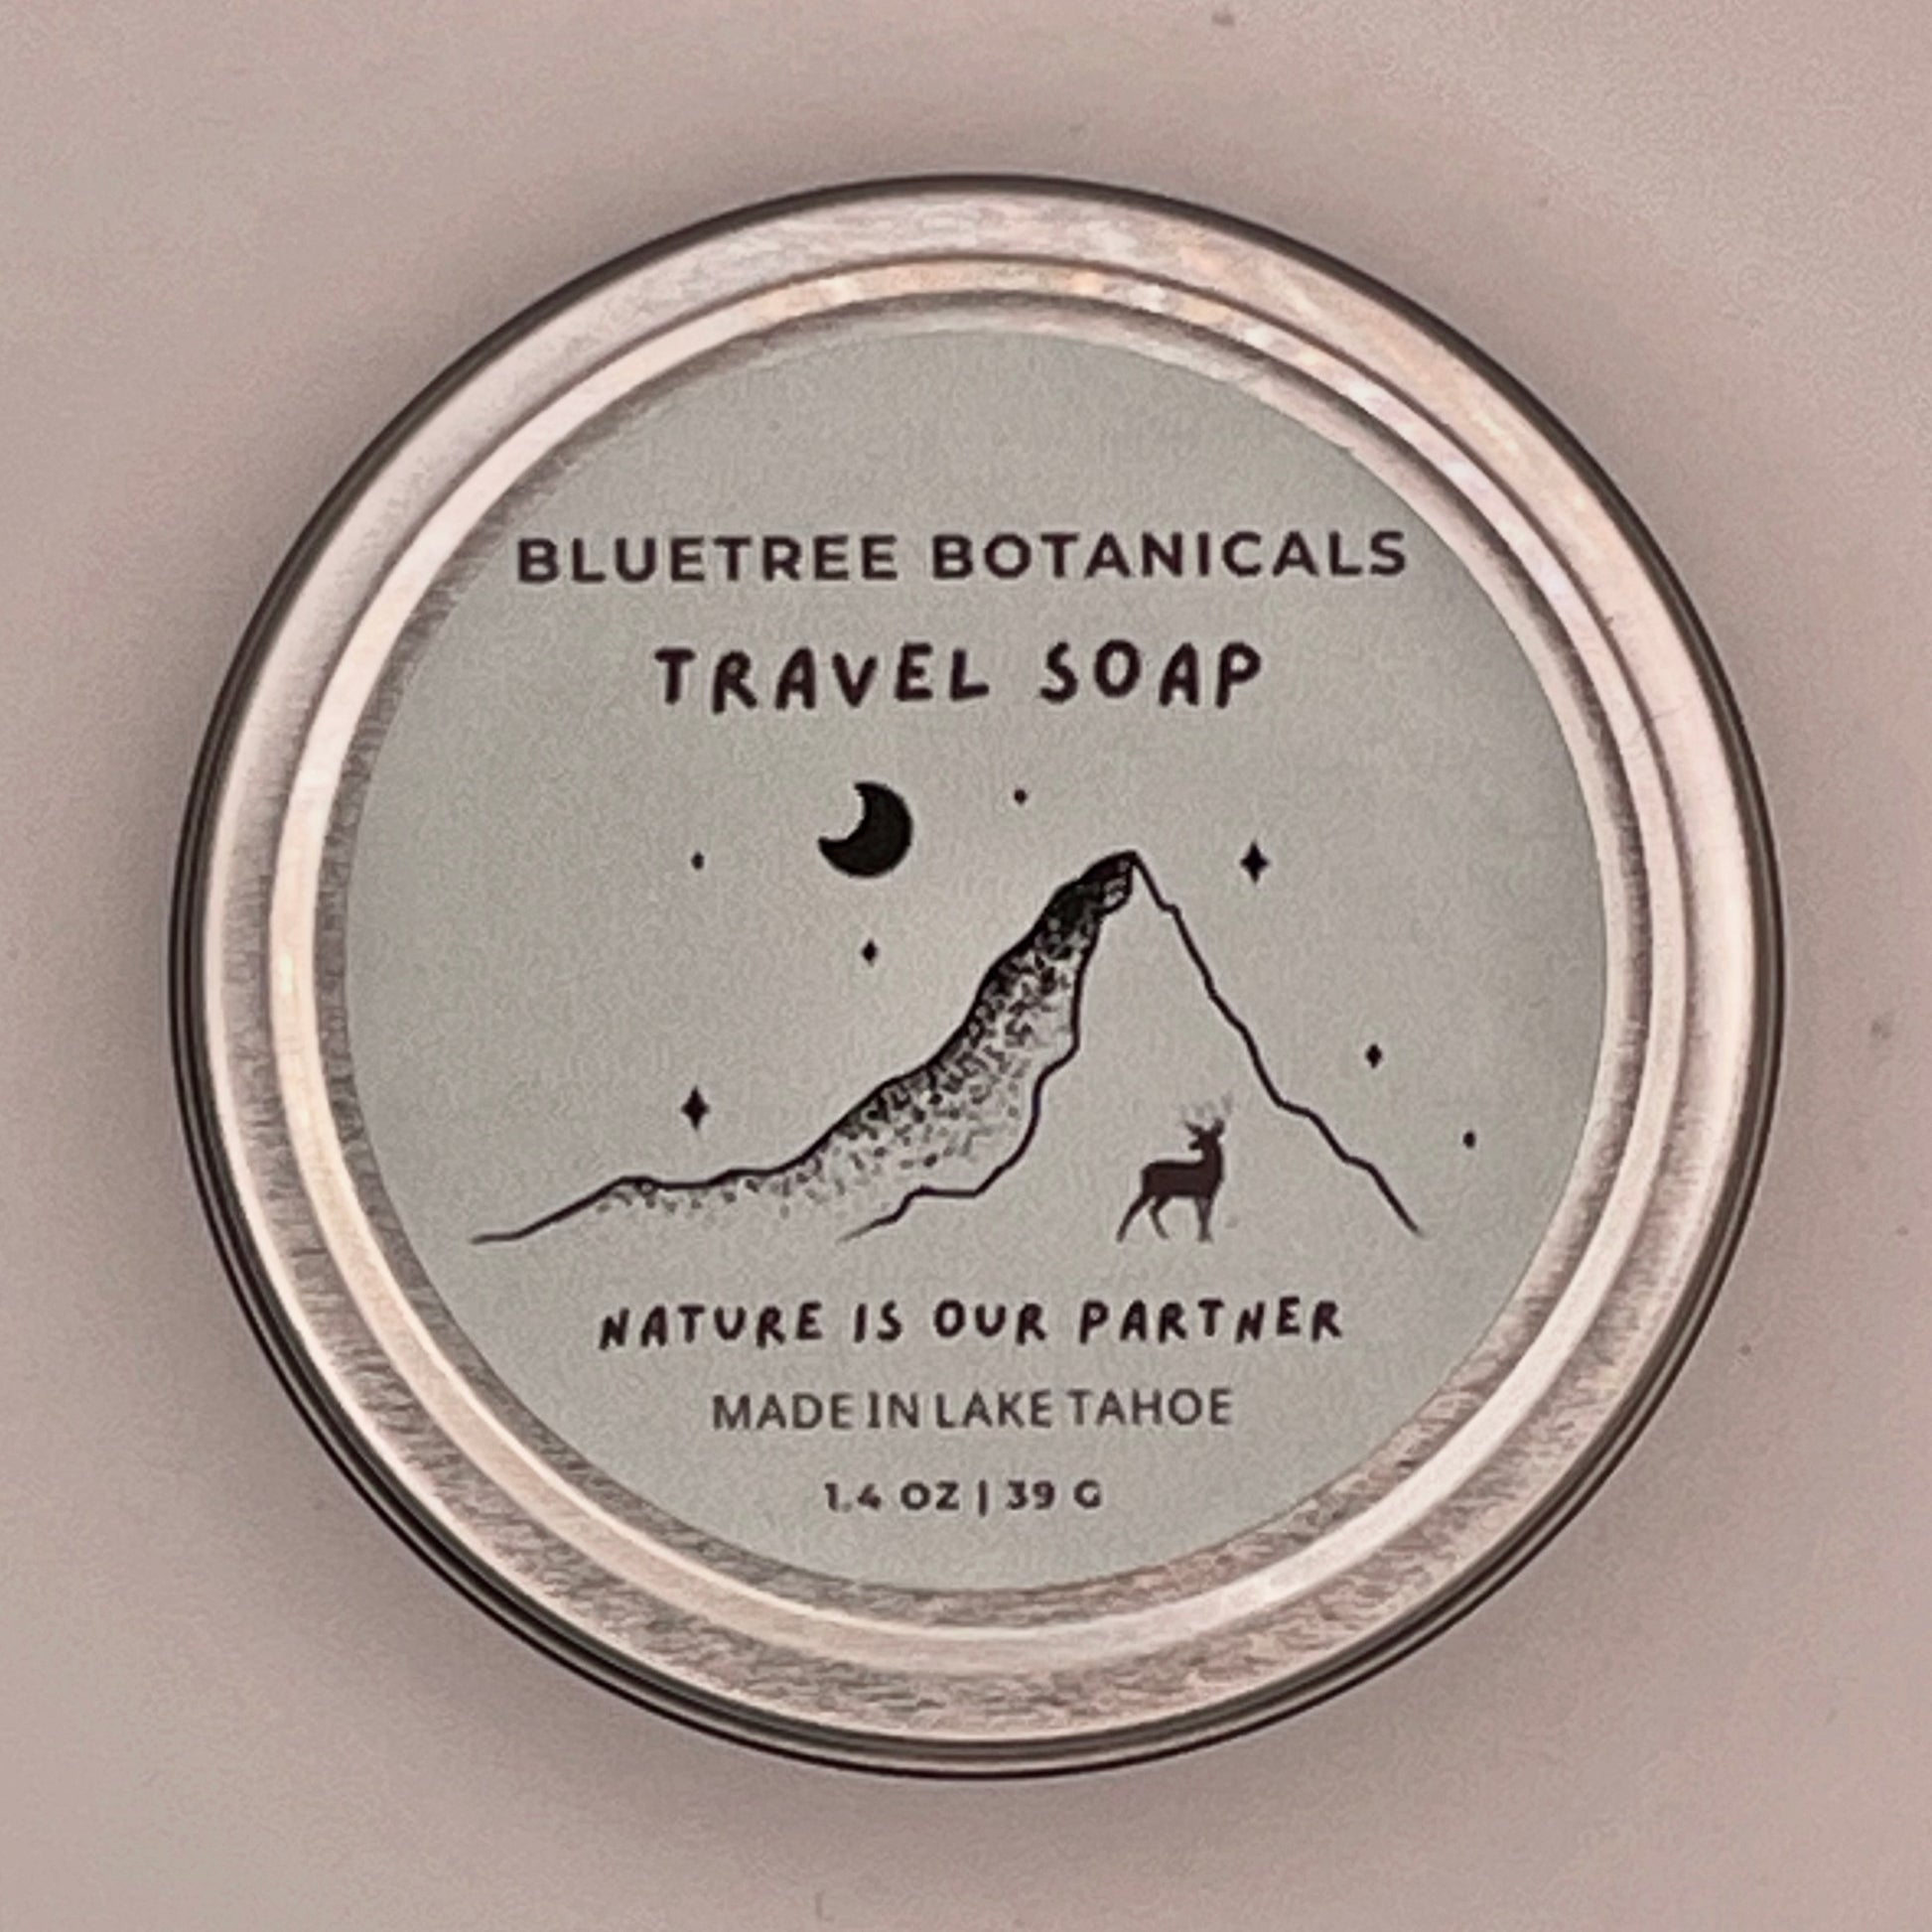 BLUETREE BOTANICALS
TRAVEL SOAP
NATURE IS OUR PARTNER
MADE IN LAKE TAHOE
1.4 OZ | 39 G